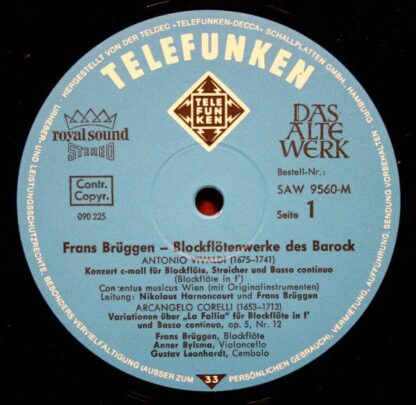 HERGESTELLT VON DER TELDEC »TELEFUNKEN-DECCA« SCHALLPLATTEN GMBH, HAMBURG
URHEBER- UND LEISTUNGSSCHUTZRECHTE, SENDUNG VORBEHALTEN
TELEFUNKEN
TELE
FUN
KEN
royal sound
STEREO
DAS
ALTE
WERK
Bestell-Nr.:
SAW 9560-M
Contr.
Copyr.
Seite 1
090 225
Frans Brüggen – Blockflötenwerke des Barock
ANTONIO VIVALDI (1675–1741)
Konzert c-moll für Blockflöte, Streicher und Basso continuo
(Blockflöte in f')
Concentus musicus Wien (mit Originalinstrumenten)
Leitung: Nikolaus Harnoncourt und Frans Brüggen
ARCANGELO CORELLI (1653–1713)
Variationen über „La Follia" für Blockflöte in f'
und Basso continuo, op. 5, Nr. 12
Frans Brüggen, Blockflöte
Anner Bylsma, Violoncello
Gustav Leonhardt, Cembalo
BESONDERS VERVIELFÄLTIGUNG (AUSSER ZUM PERSÖNLICHEN GEBRAUCH), VERMIETUNG, AUFFÜHRUNG,
33